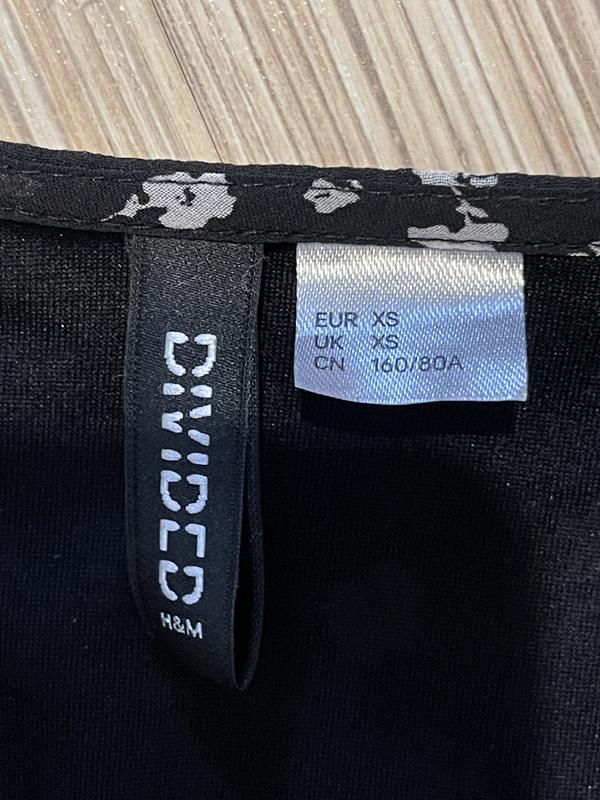 DIVIDED
H&M
EUR XS
UK XS
CN 160/80A